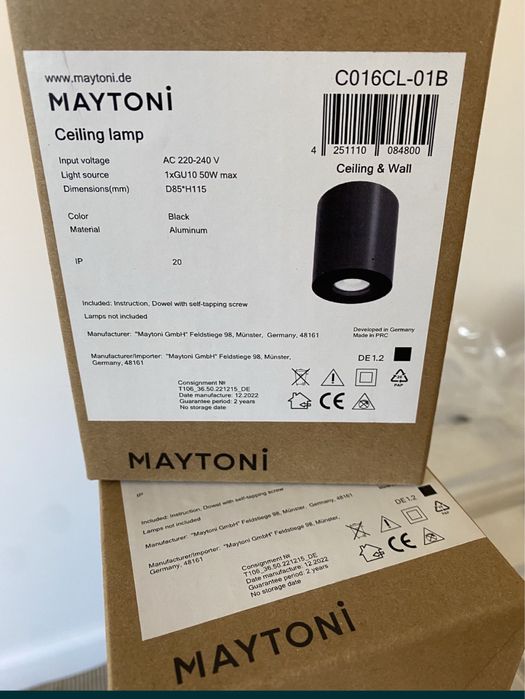 www.maytoni.de
MAYTONi
C016CL-01B
4 251110 084800
Ceiling lamp
Ceiling & Wall
Input voltage AC 220-240 V
Light source 1xGU10 50W max
Dimensions(mm) D85*H115
Color Black
Material Aluminum
IP 20
Included: Instruction, Dowel with self-tapping screw
Lamps not included
Manufacturer: "Maytoni GmbH" Feldstiege 98, Münster, Germany, 48161
Developed in Germany
Made in PRC
Manufacturer/Importer: "Maytoni GmbH" Feldstiege 98, Münster,
Germany, 48161
DE 1.2
Consignment №
T106_36.50.221215_DE
Date manufacture: 12.2022
Guarantee period: 2 years
No storage date
PAP
CE
MAYTONi
IP
Included: Instruction, Dowel with self-tapping screw
Lamps not included
Manufacturer: "Maytoni GmbH" Feldstiege 98, Münster, Germany, 48161
Manufacturer/Importer: "Maytoni GmbH" Feldstiege 98, Münster,
Germany, 48161
DE 1.2
Consignment №
T106_36.50.221215_DE
Date manufacture: 12.2022
Guarantee period: 2 years
No storage date
PAP
CE
MAYTONi